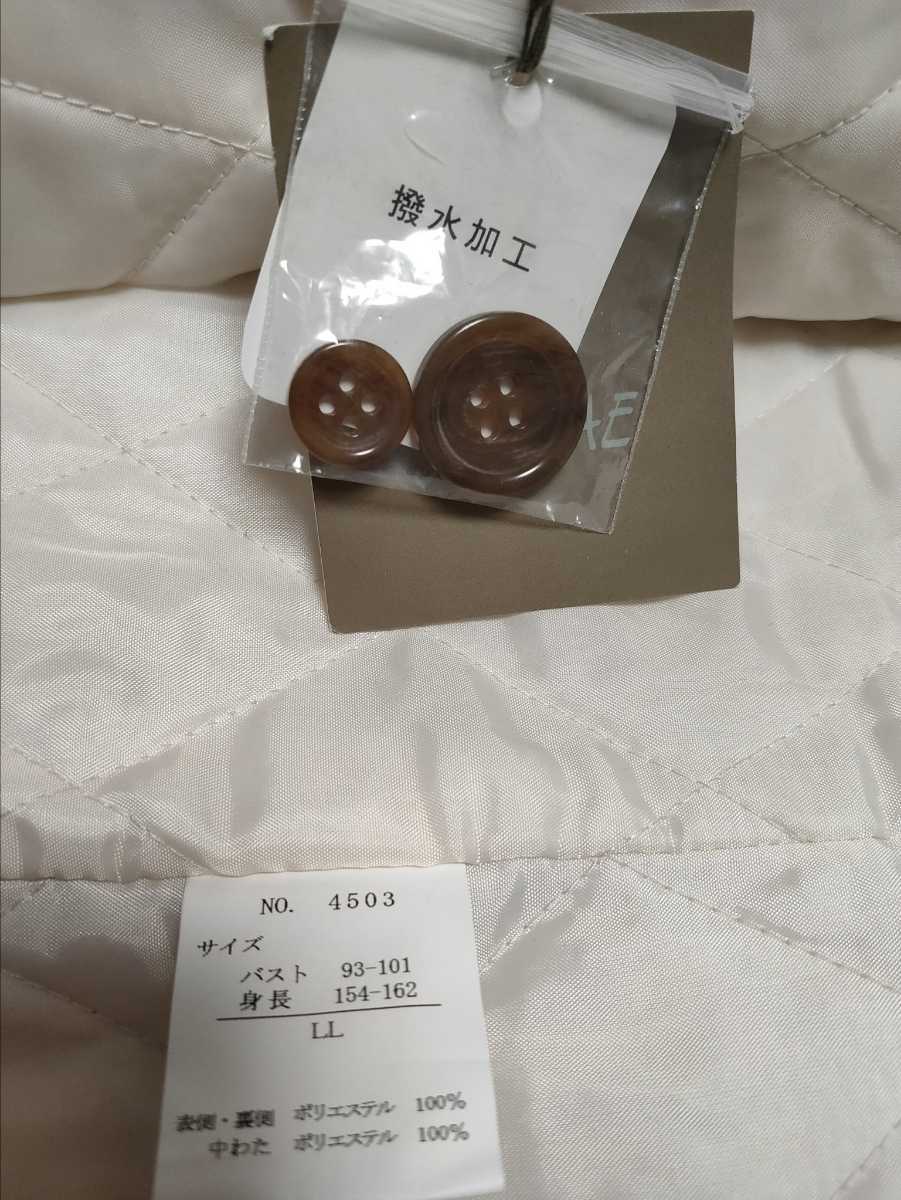 撥水加工
AE
NO. 4503
サイズ
バスト 93-101
身長 154-162
LL
表側・裏側 ポリエステル 100%
中わた ポリエステル 100%